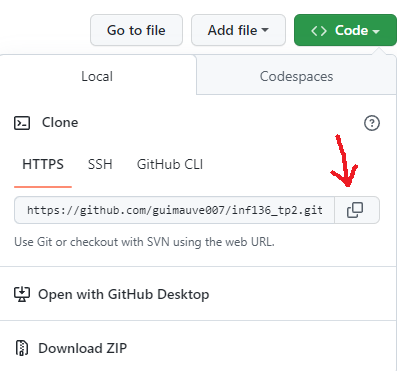 Go to file Add file <> Code
Local Codespaces
Clone
HTTPS SSH GitHub CLI
https://github.com/guimauve007/inf136_tp2.git
Use Git or checkout with SVN using the web URL.
Open with GitHub Desktop
Download ZIP